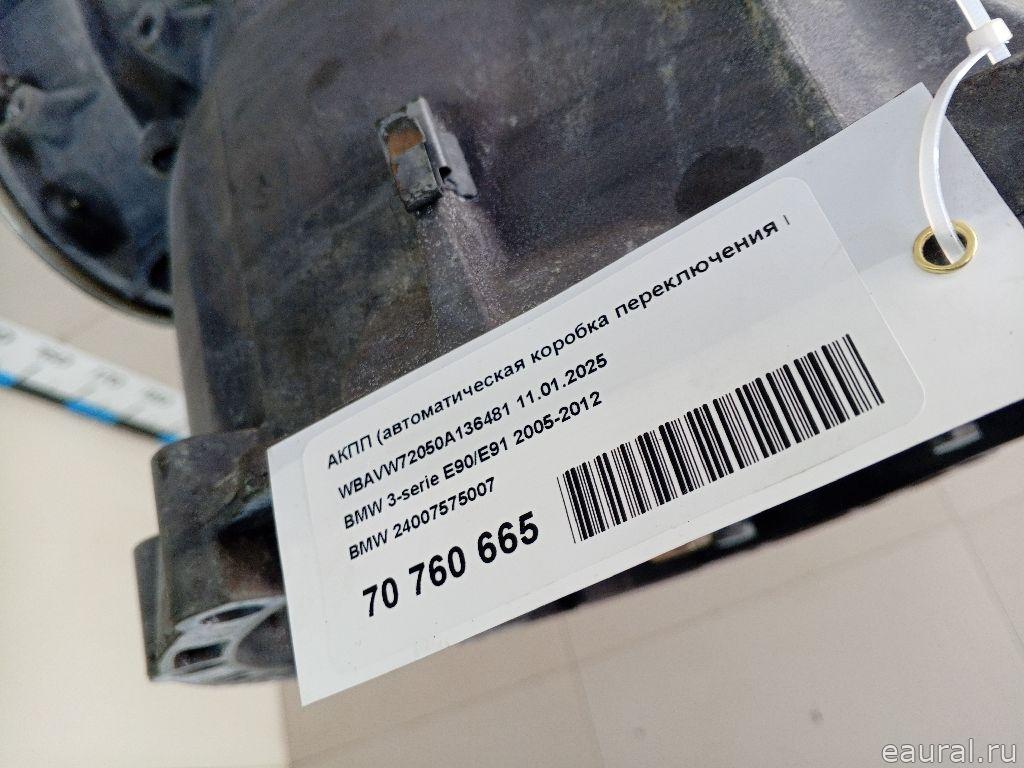 АКПП (автоматическая коробка переключения
WBAVW72050A136481 11.01.2025
BMW 3-serie E90/E91 2005-2012
BMW 24007575007
70 760 665
eaural.ru